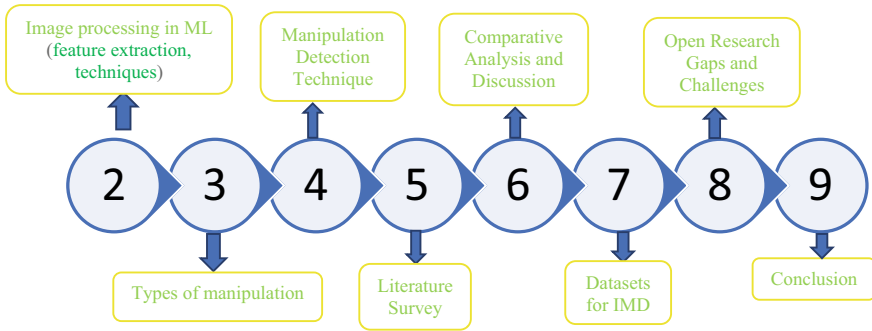 Image processing in ML
(feature extraction,
techniques)
Manipulation
Detection
Technique
Comparative
Analysis and
Discussion
Open Research
Gaps and
Challenges
2
3
4
5
6
7
8
9
Types of manipulation
Literature
Survey
Datasets
for IMD
Conclusion